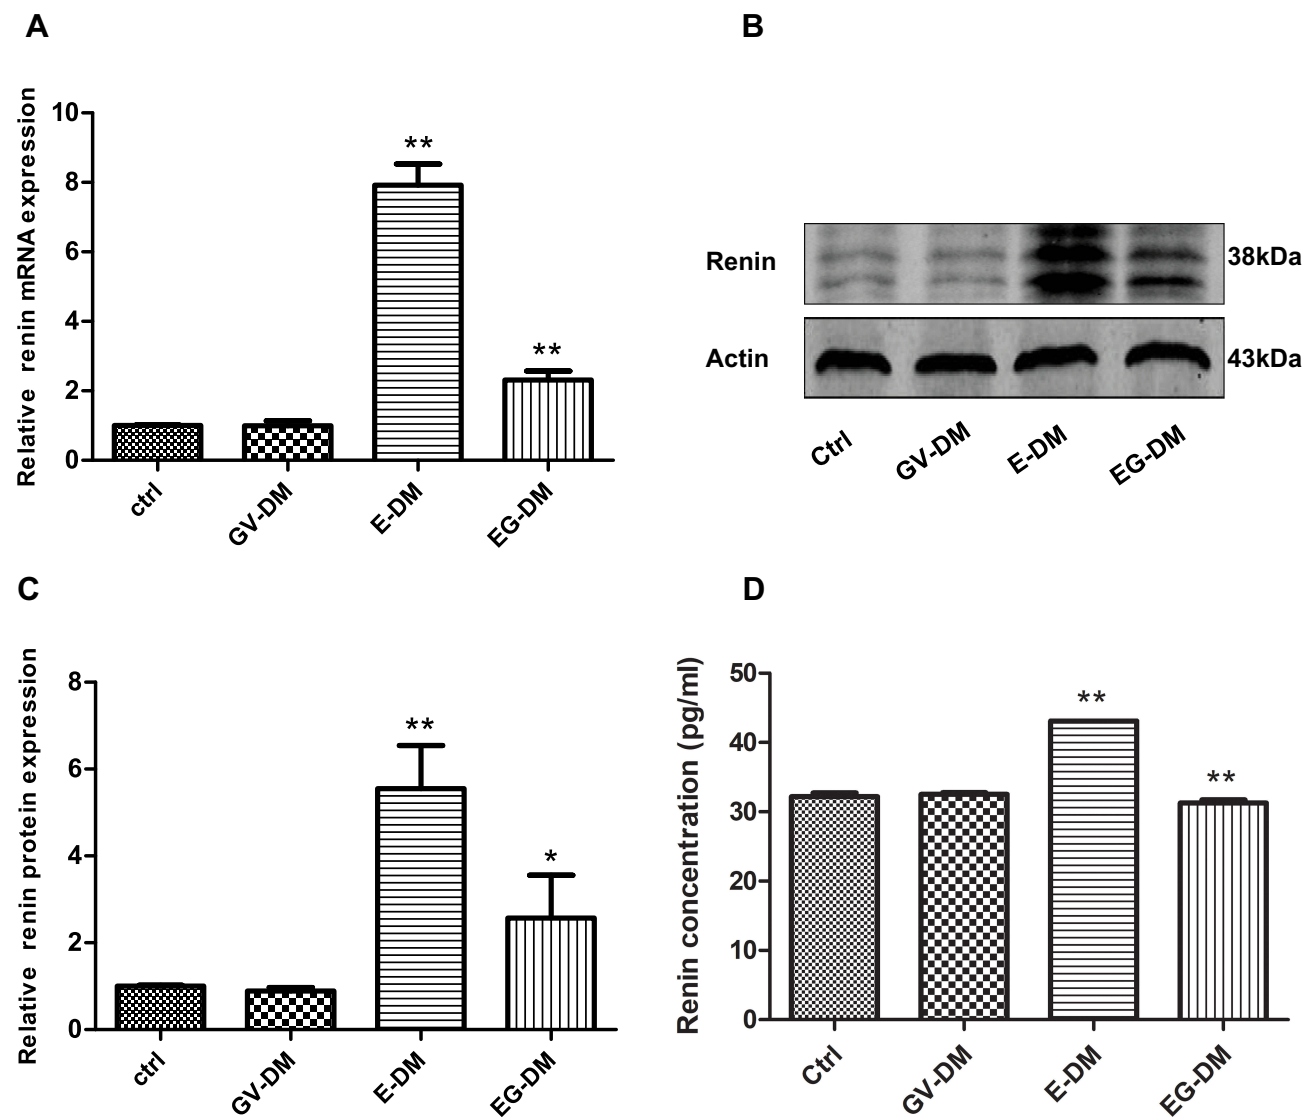 A
Relative renin mRNA expression
10
8
6
4
2
0
**
**
ctrl
GV-DM
E-DM
EG-DM
B
Renin
38kDa
Actin
43kDa
Ctrl
GV-DM
E-DM
EG-DM
C
Relative renin protein expression
8
6
4
2
0
**
*
ctrl
GV-DM
E-DM
EG-DM
D
Renin concentration (pg/ml)
50
40
30
20
10
0
**
**
Ctrl
GV-DM
E-DM
EG-DM